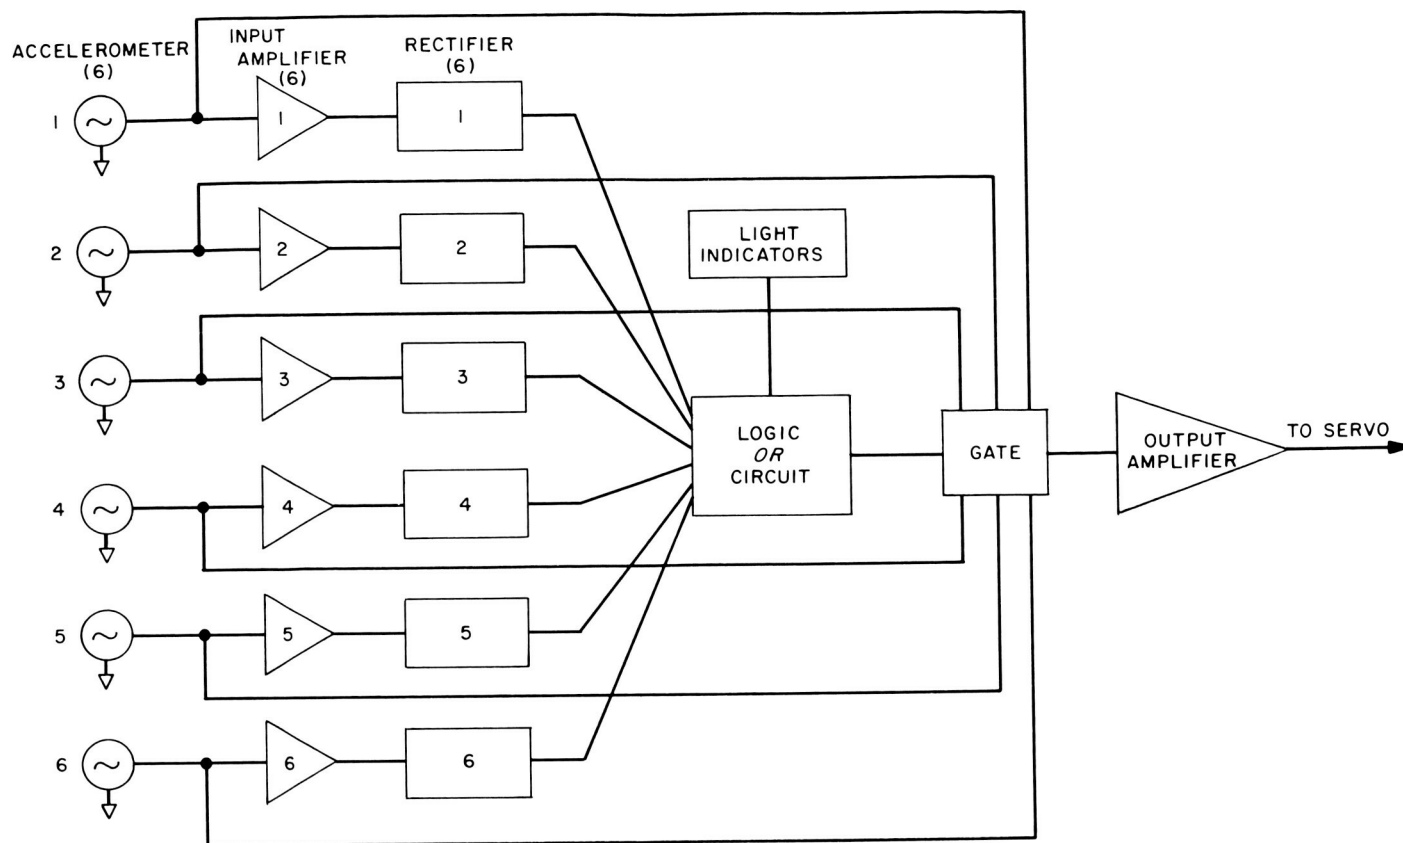 ACCELEROMETER
(6)
INPUT
AMPLIFIER
(6)
RECTIFIER
(6)
1
1
1
2
2
2
LIGHT
INDICATORS
3
3
3
LOGIC
OR
CIRCUIT
GATE
OUTPUT
AMPLIFIER
TO SERVO
4
4
4
5
5
5
6
6
6